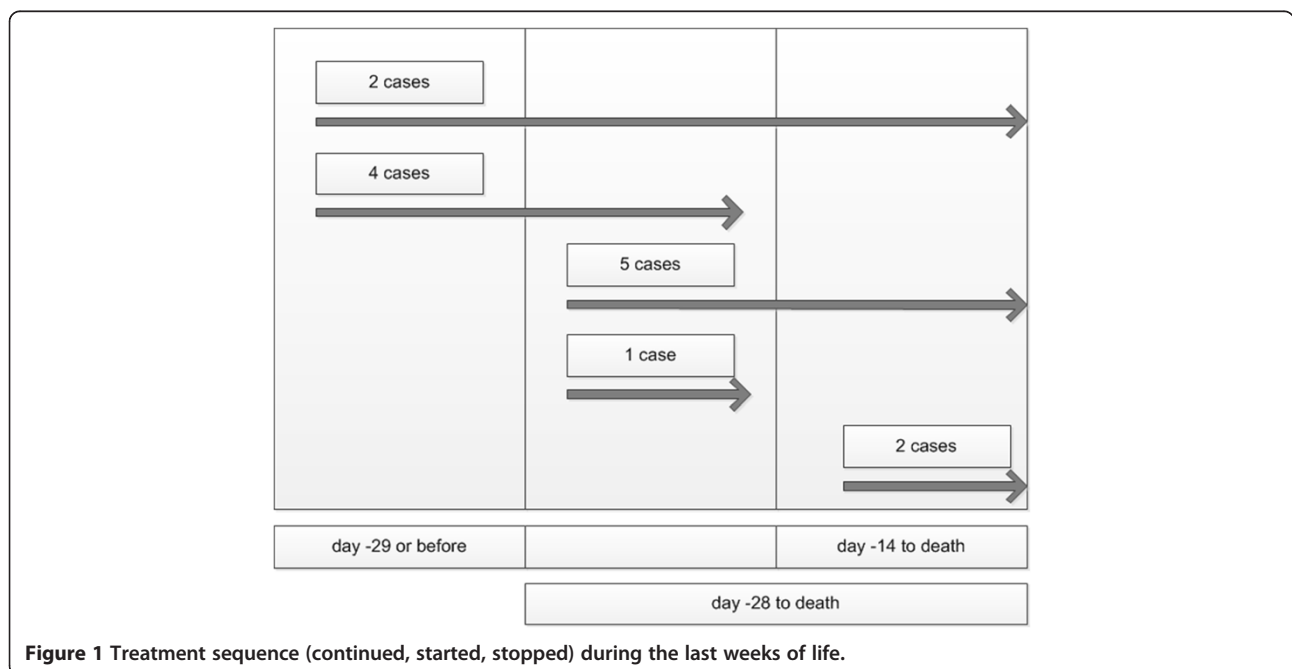 2 cases
4 cases
5 cases
1 case
2 cases
day -29 or before
day -14 to death
day -28 to death
Figure 1 Treatment sequence (continued, started, stopped) during the last weeks of life.